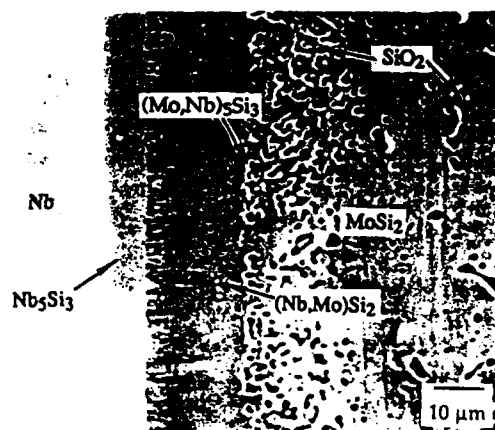 SiO₂
(Mo,Nb)₅Si₃
Nb
MoSi₂
Nb₅Si₃
(Nb,Mo)Si₂
10 µm